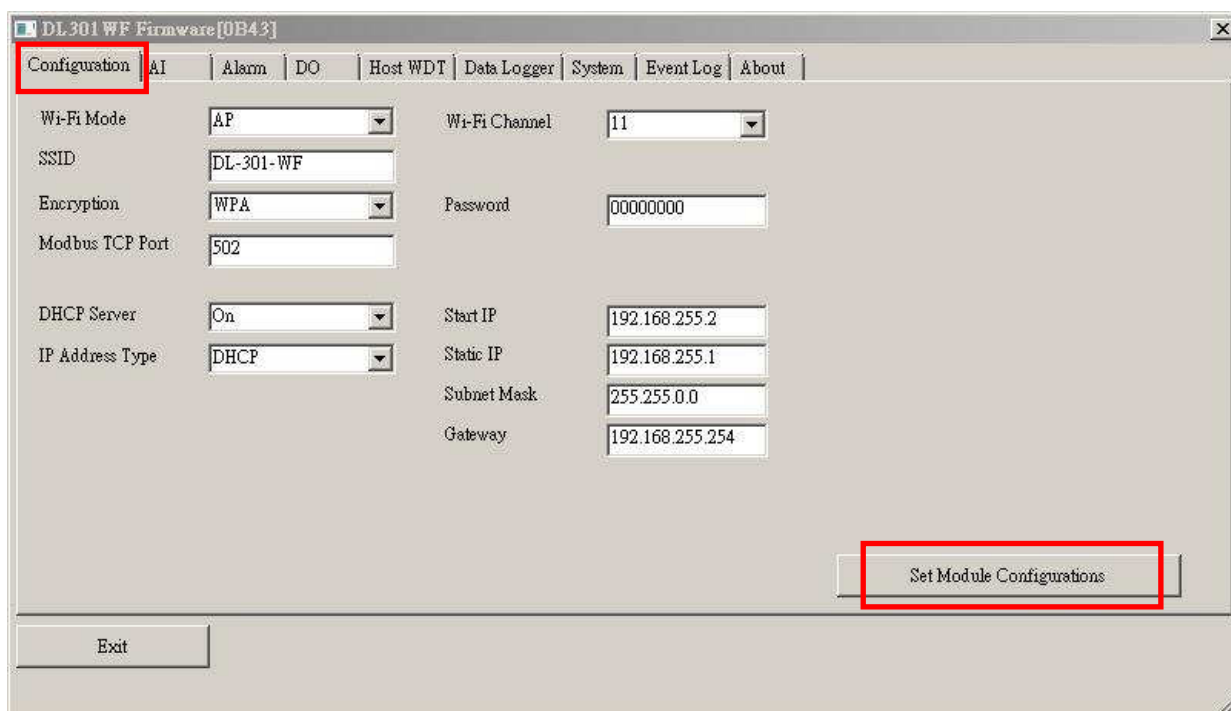 DL301WF Firmware[0B43]
Configuration AI Alarm DO Host WDT Data Logger System Event Log About
Wi-Fi Mode AP Wi-Fi Channel 11
SSID DL-301-WF
Encryption WPA Password 00000000
Modbus TCP Port 502
DHCP Server On Start IP 192.168.255.2
IP Address Type DHCP Static IP 192.168.255.1
Subnet Mask 255.255.0.0
Gateway 192.168.255.254
Set Module Configurations
Exit